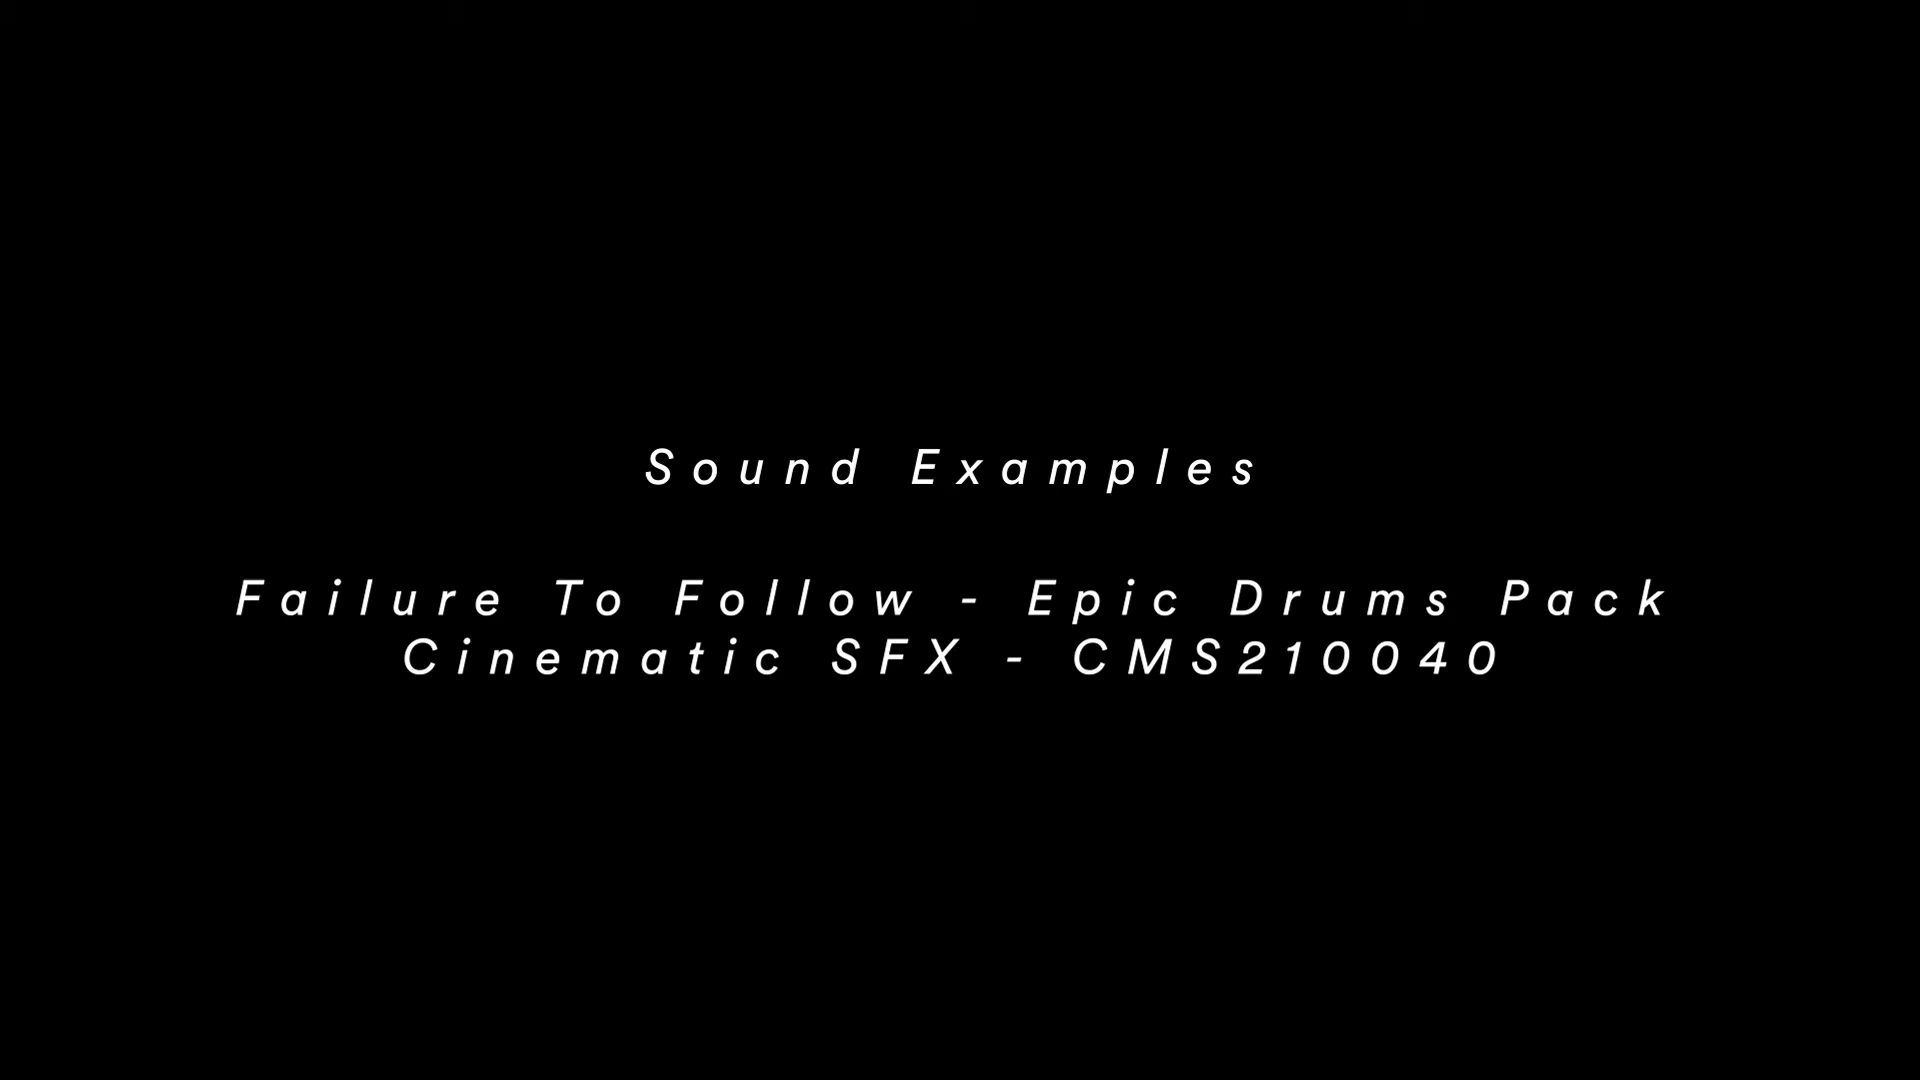 Sound Examples
Failure To Follow - Epic Drums Pack
Cinematic SFX - CMS210040